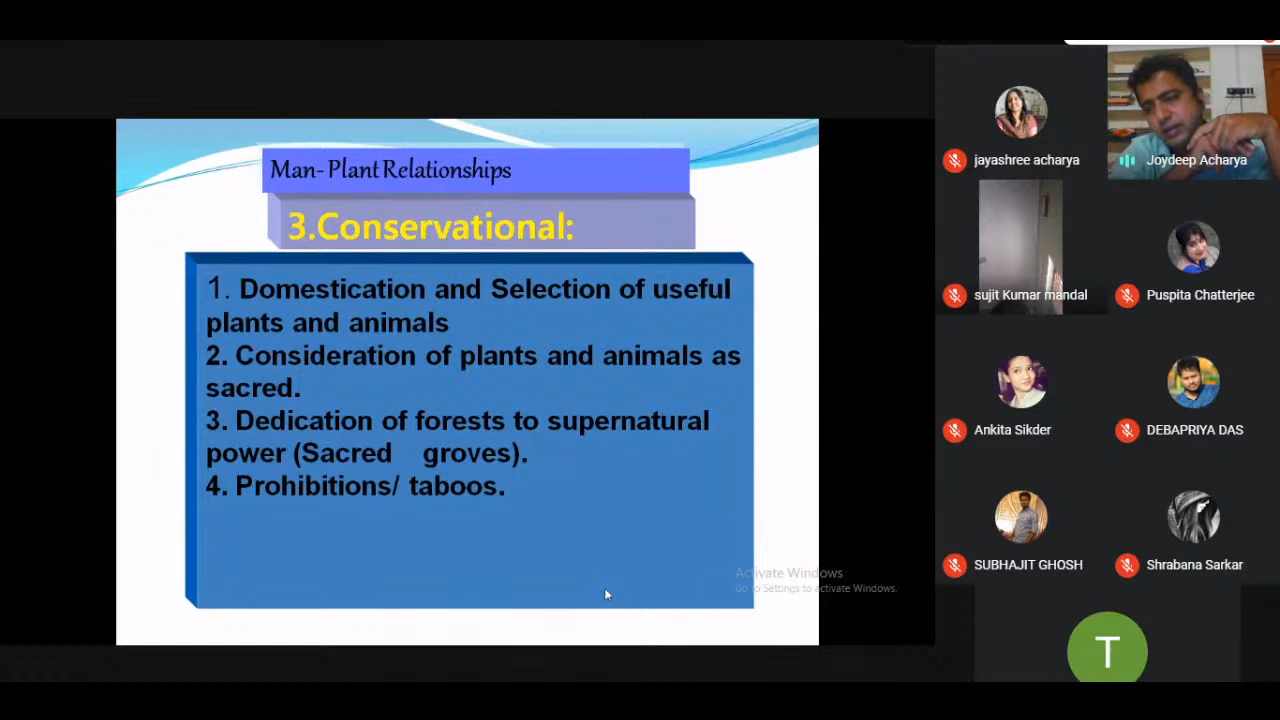 Man- Plant Relationships
3.Conservational:
1. Domestication and Selection of useful
plants and animals
2. Consideration of plants and animals as
sacred.
3. Dedication of forests to supernatural
power (Sacred groves).
4. Prohibitions/ taboos.
Activate Windows
Go to Settings to activate Windows.
jayashree acharya
Joydeep Acharya
sujit Kumar mandal
Puspita Chatterjee
Ankita Sikder
DEBAPRIYA DAS
SUBHAJIT GHOSH
Shrabana Sarkar
T